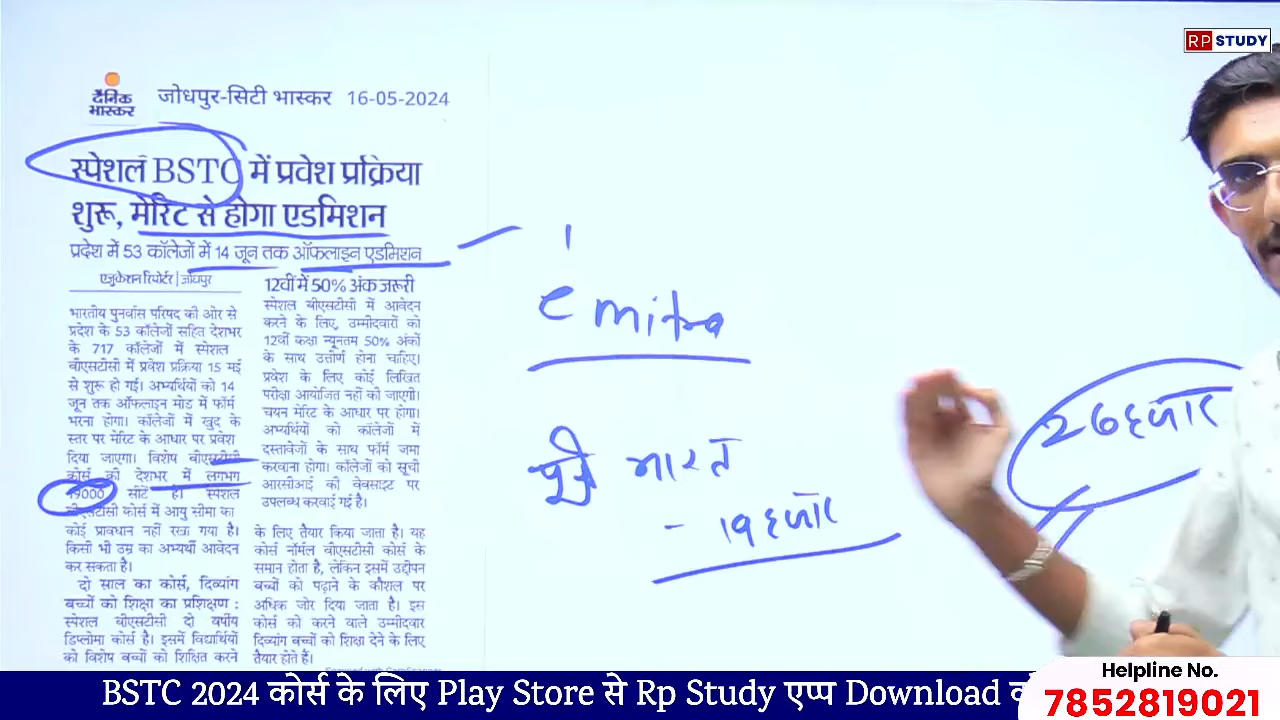 RP STUDY
दैनिक भास्कर
जोधपुर-सिटी भास्कर 16-05-2024
स्पेशल BSTC में प्रवेश प्रक्रिया
शुरू, मेरिट से होगा एडमिशन
प्रदेश में 53 कॉलेजों में 14 जून तक ऑफलाइन एडमिशन
एजुकेशन रिपोर्टर | जोधपुर
भारतीय पुनर्वास परिषद की ओर से
प्रदेश के 53 कॉलेजों सहित देशभर
के 717 कॉलेजों में स्पेशल
बीएसटीसी में प्रवेश प्रक्रिया 15 मई
से शुरू हो गई। अभ्यर्थियों को 14
जून तक ऑफलाइन मोड में फॉर्म
भरना होगा। कॉलेजों में खुद के
स्तर पर मेरिट के आधार पर प्रवेश
दिया जाएगा। विशेष बीएसटीसी
कोर्स की देशभर में लगभग
19000 सीटें हैं। स्पेशल
बीएसटीसी कोर्स में आयु सीमा का
कोई प्रावधान नहीं रखा गया है।
किसी भी उम्र का अभ्यर्थी आवेदन
कर सकता है।
दो साल का कोर्स, दिव्यांग
बच्चों को शिक्षा का प्रशिक्षण :
स्पेशल बीएसटीसी दो वर्षीय
डिप्लोमा कोर्स है। इसमें विद्यार्थियों
को विशेष बच्चों को शिक्षित करने
12वीं में 50% अंक जरूरी
स्पेशल बीएसटीसी में आवेदन
करने के लिए, उम्मीदवारों को
12वीं कक्षा न्यूनतम 50% अंकों
के साथ उत्तीर्ण होना चाहिए।
प्रवेश के लिए कोई लिखित
परीक्षा आयोजित नहीं की जाएगी।
चयन मेरिट के आधार पर होगा।
अभ्यर्थियों को कॉलेजों में
दस्तावेजों के साथ फॉर्म जमा
करवाना होगा। कॉलेजों की सूची
आरसीआई की वेबसाइट पर
उपलब्ध करवाई गई है।
के लिए तैयार किया जाता है। यह
कोर्स नॉर्मल बीएसटीसी कोर्स के
समान होता है, लेकिन इसमें उद्दीपन
बच्चों को पढ़ाने के कौशल पर
अधिक जोर दिया जाता है। इस
कोर्स को करने वाले उम्मीदवार
दिव्यांग बच्चों को शिक्षा देने के लिए
तैयार होते हैं।
e mitra
भारत
- 19 हजार
26 हजार
BSTC 2024 कोर्स के लिए Play Store से Rp Study एप्प Download
Helpline No.
7852819021